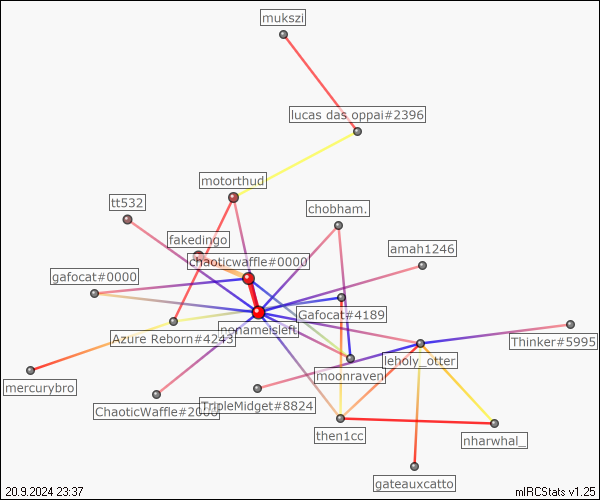 mukszi
lucas das oppai#2396
motorthud
tt532
chobham.
fakedingo
amah1246
chaoticwaffle#0000
gafocat#0000
Gafocat#4189
nonameisleft
Azure Reborn#4243
Thinker#5995
leholy_otter
moonraven
mercurybro
TripleMidget#8824
then1cc
nharwhal_
gateauxcatto
20.9.2024 23:37
mIRCStats v1.25